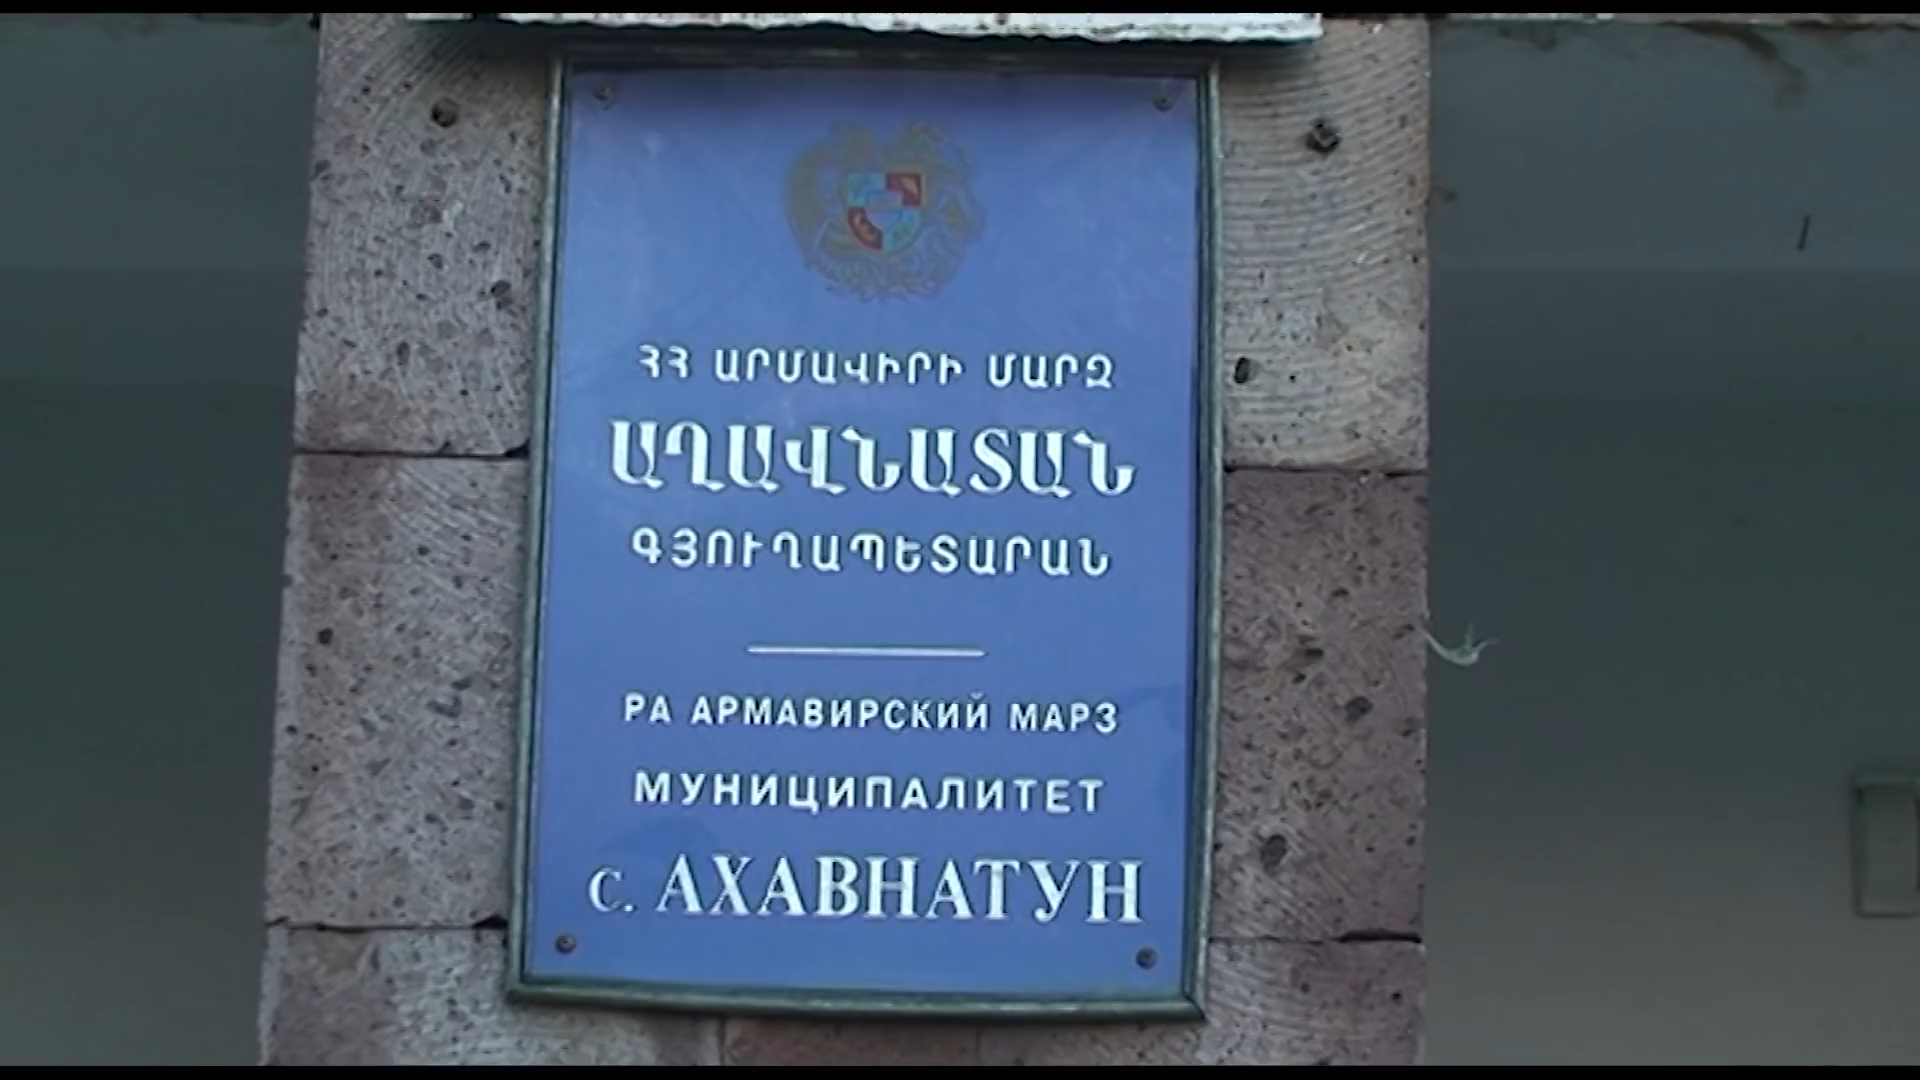 ՀՀ ԱՐՄԱՎԻՐԻ ՄԱՐԶ
ԱՂԱՎՆԱՏԱՆ
ԳՅՈՒՂԱՊԵՏԱՐԱՆ
РА АРМАВИРСКИЙ МАРЗ
МУНИЦИПАЛИТЕТ
С. АХАВНАТУН